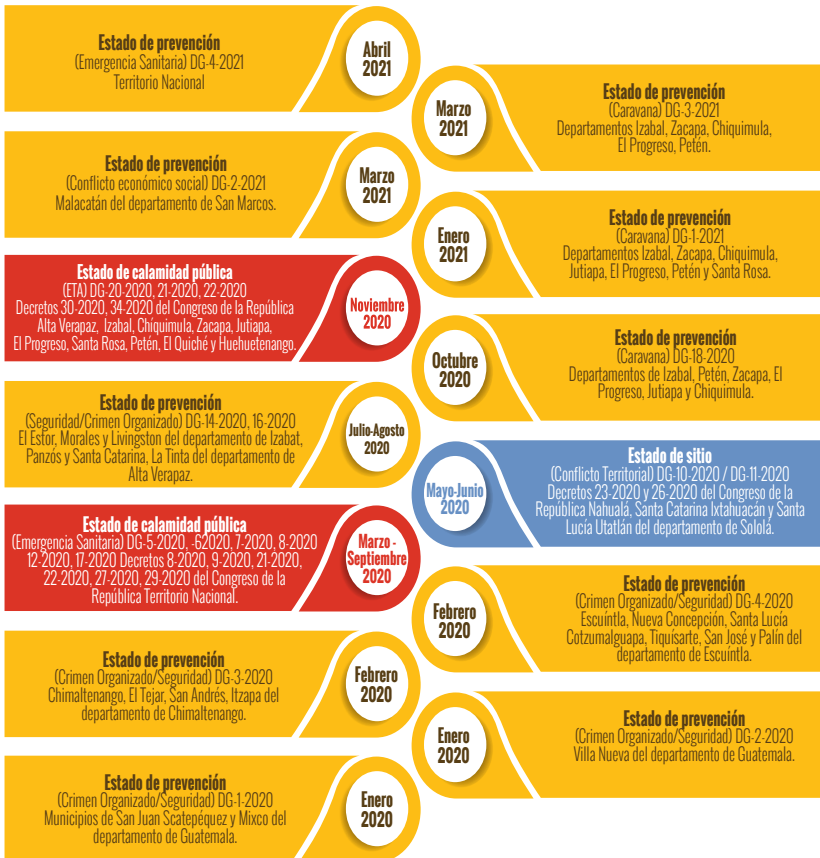 Estado de prevención
(Emergencia Sanitaria) DG-4-2021
Territorio Nacional
Abril
2021
Marzo
2021
Estado de prevención
(Caravana) DG-3-2021
Departamentos Izabal, Zacapa, Chiquimula,
El Progreso, Petén.
Estado de prevención
(Conflicto económico social) DG-2-2021
Malacatán del departamento de San Marcos.
Marzo
2021
Enero
2021
Estado de prevención
(Caravana) DG-1-2021
Departamentos Izabal, Zacapa, Chiquimula,
Jutiapa, El Progreso, Petén y Santa Rosa.
Estado de calamidad pública
(ETA) DG-20-2020, 21-2020, 22-2020
Decretos 30-2020, 34-2020 del Congreso de la República
Alta Verapaz, Izabal, Chíquimula, Zacapa, Jutiapa,
El Progreso, Santa Rosa, Petén, El Quiché y Huehuetenango.
Noviembre
2020
Octubre
2020
Estado de prevención
(Caravana) DG-18-2020
Departamentos de Izabal, Petén, Zacapa, El
Progreso, Jutiapa y Chiquimula.
Estado de prevención
(Seguridad/Crimen Organizado) DG-14-2020, 16-2020
El Estor, Morales y Livingston del departamento de Izabat,
Panzós y Santa Catarina, La Tinta del departamento de
Alta Verapaz.
Julio-Agosto
2020
Mayo-Junio
2020
Estado de sitio
(Conflicto Territorial) DG-10-2020 / DG-11-2020
Decretos 23-2020 y 26-2020 del Congreso de la
República Nahualá, Santa Catarina Ixtahuacán y Santa
Lucía Utatlán del departamento de Sololá.
Estado de calamidad pública
(Emergencia Sanitaria) DG-5-2020, -62020, 7-2020, 8-2020
12-2020, 17-2020 Decretos 8-2020, 9-2020, 21-2020,
22-2020, 27-2020, 29-2020 del Congreso de la
República Territorio Nacional.
Marzo -
Septiembre
2020
Febrero
2020
Estado de prevención
(Crimen Organizado/Seguridad) DG-4-2020
Escuíntla, Nueva Concepción, Santa Lucía
Cotzumalguapa, Tiquísarte, San José y Palín del
departamento de Escuíntla.
Estado de prevención
(Crimen Organizado/Seguridad) DG-3-2020
Chimaltenango, El Tejar, San Andrés, Itzapa del
departamento de Chimaltenango.
Febrero
2020
Enero
2020
Estado de prevención
(Crimen Organizado/Seguridad) DG-2-2020
Villa Nueva del departamento de Guatemala.
Estado de prevención
(Crimen Organizado/Seguridad) DG-1-2020
Municipios de San Juan Scatepéquez y Mixco del
departamento de Guatemala.
Enero
2020